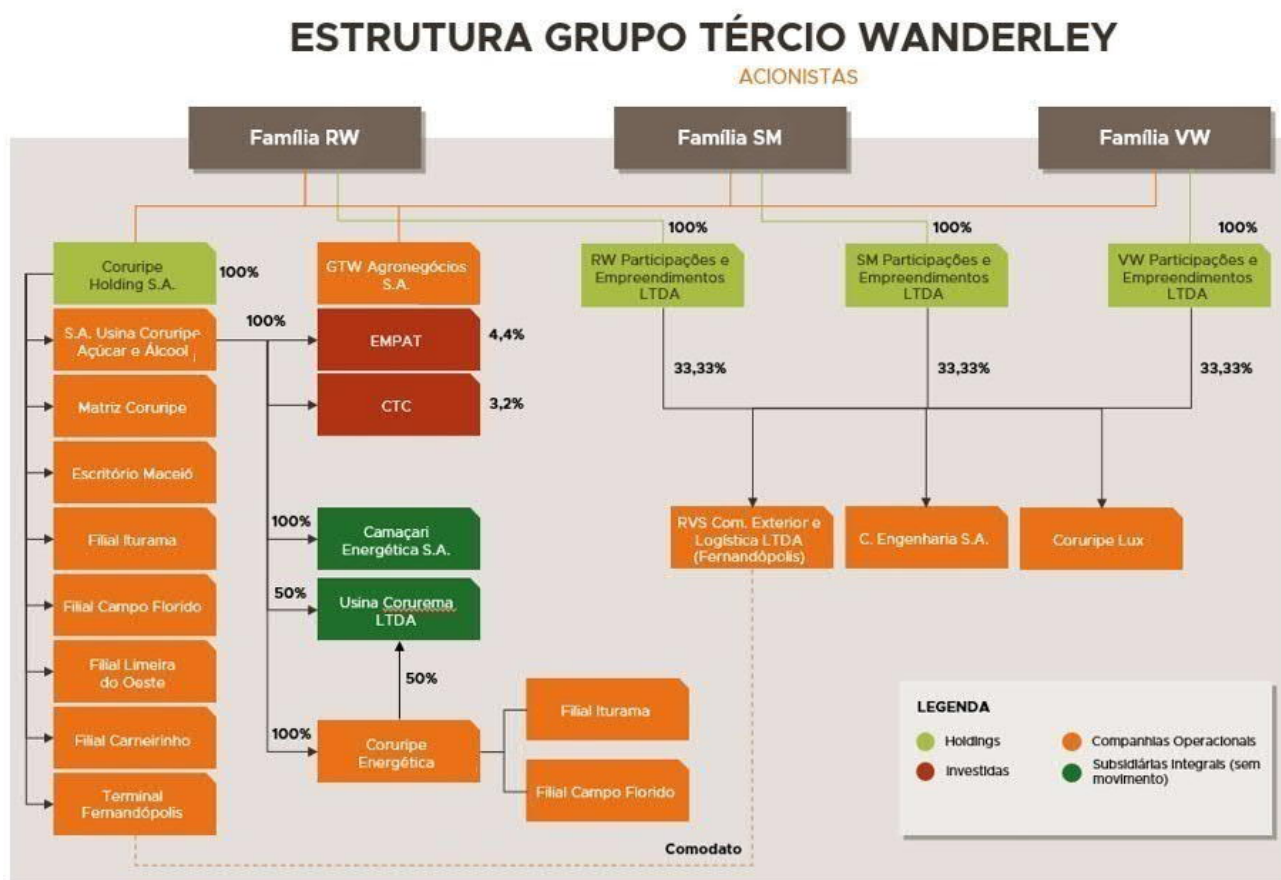 ESTRUTURA GRUPO TÉRCIO WANDERLEY
ACIONISTAS
Família RW
Família SM
Família VW
100%
100%
100%
Coruripe
Holding S.A.
100%
GTW Agronegócios
S.A.
RW Participações e
Empreendimentos
LTDA
SM Participações e
Empreendimentos
LTDA
VW Participações e
Empreendimentos
LTDA
S.A. Usina Coruripe
Açúcar e Álcool
100%
EMPAT
4,4%
33,33%
33,33%
33,33%
Matriz Coruripe
CTC
3,2%
Escritório Maceió
Filial Iturama
100%
Camaçari
Energética S.A.
RVS Com. Exterior e
Logística LTDA
(Fernandópolis)
C. Engenharia S.A.
Coruripe Lux
Filial Campo Florido
50%
Usina Corurema
LTDA
Filial Limeira
do Oeste
50%
Filial Iturama
Filial Carneirinho
100%
Coruripe
Energética
Filial Campo Florido
Terminal
Fernandópolis
Comodato
LEGENDA
Holdings
Companhias Operacionais
Investidas
Subsidiárias Integrais (sem
movimento)